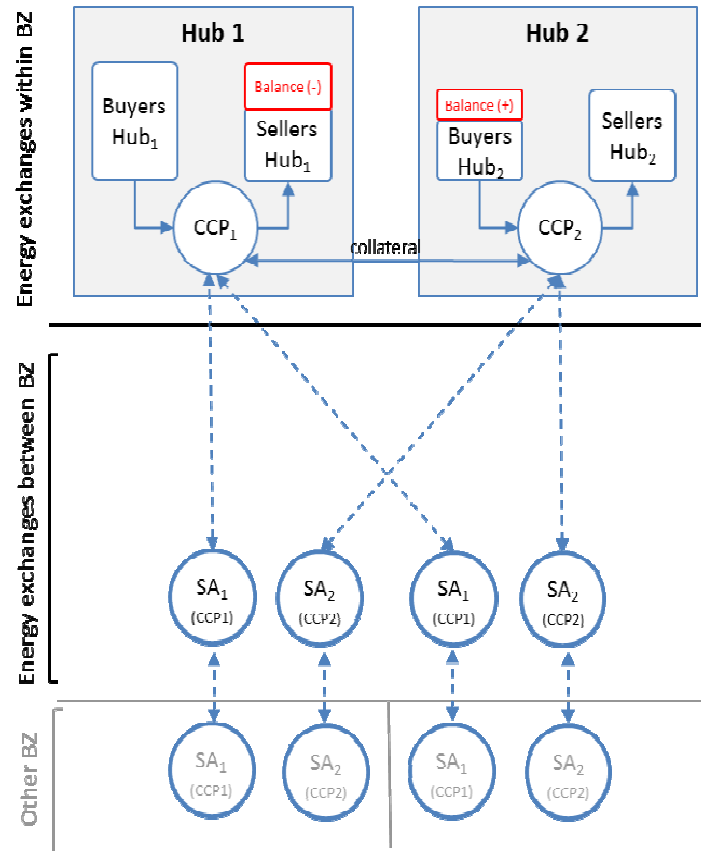 Energy exchanges within BZ
Hub 1
Hub 2
Buyers
Hub₁
Balance (-)
Sellers
Hub₁
Balance (+)
Buyers
Hub₂
Sellers
Hub₂
CCP₁
collateral
CCP₂
Energy exchanges between BZ
SA₁
(CCP1)
SA₂
(CCP2)
SA₁
(CCP1)
SA₂
(CCP2)
Other BZ
SA₁
(CCP1)
SA₂
(CCP2)
SA₁
(CCP1)
SA₂
(CCP2)